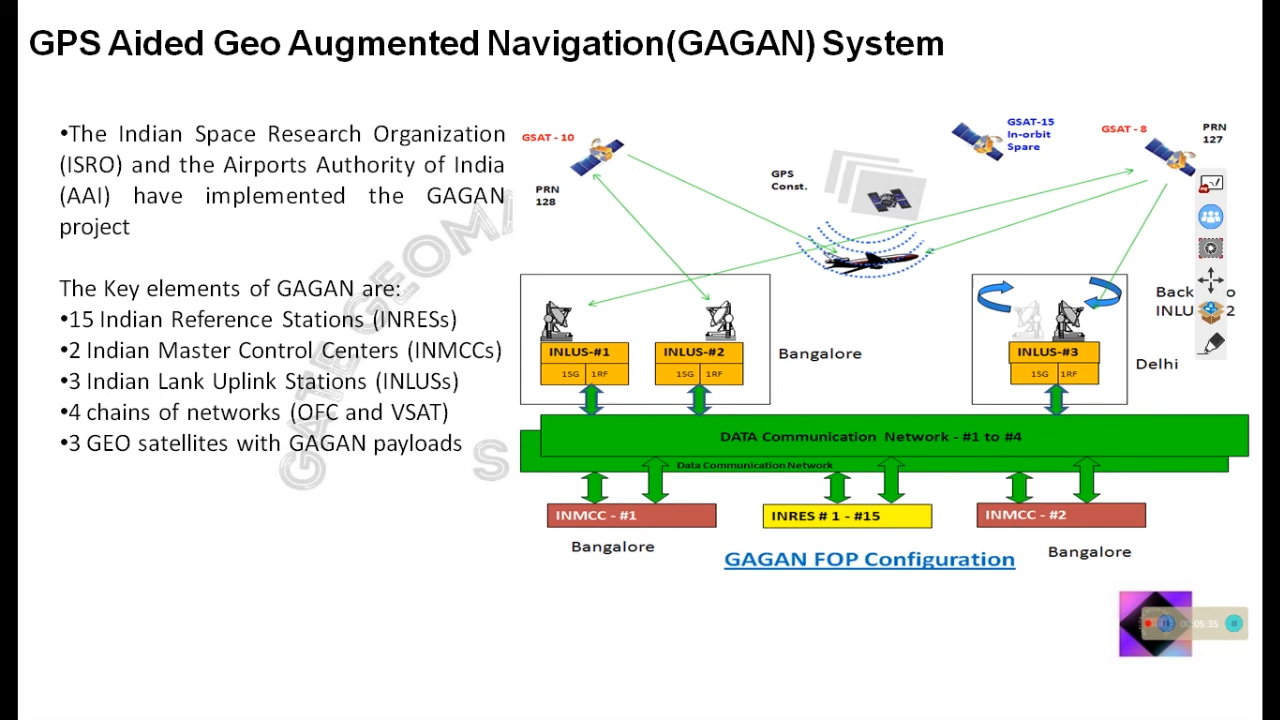 GPS Aided Geo Augmented Navigation(GAGAN) System
•The Indian Space Research Organization
(ISRO) and the Airports Authority of India
(AAI) have implemented the GAGAN
project
The Key elements of GAGAN are:
•15 Indian Reference Stations (INRESs)
•2 Indian Master Control Centers (INMCCs)
•3 Indian Lank Uplink Stations (INLUSs)
•4 chains of networks (OFC and VSAT)
•3 GEO satellites with GAGAN payloads
GATE GEOMA
S
GSAT - 10
PRN
128
GPS
Const.
GSAT-15
In-orbit
Spare
GSAT - 8
PRN
127
INLUS-#1
1SG 1RF
INLUS-#2
1SG 1RF
Bangalore
INLUS-#3
1SG 1RF
Delhi
DATA Communication Network - #1 to #4
Data Communication Network
INMCC - #1
Bangalore
INRES # 1 - #15
INMCC - #2
Bangalore
GAGAN FOP Configuration
00:05:35